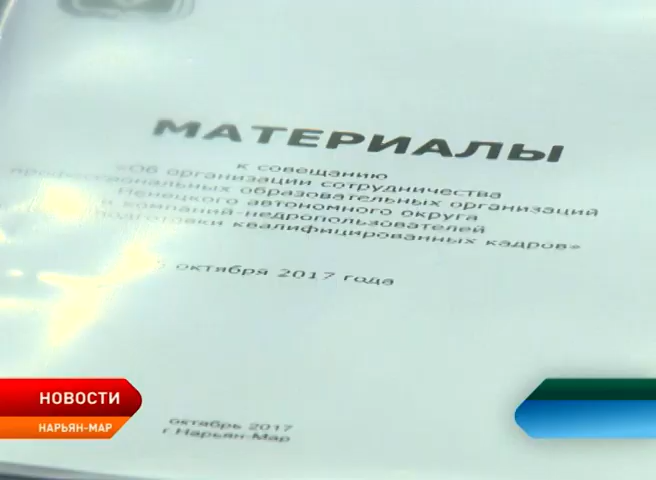 МАТЕРИАЛЫ
к совещанию
«Об организации сотрудничества
профессиональных образовательных организаций
Ненецкого автономного округа
и компаний-недропользователей
подготовки квалифицированных кадров»
октября 2017 года
октябрь 2017
г Нарьян-Мар
НОВОСТИ
НАРЬЯН-МАР